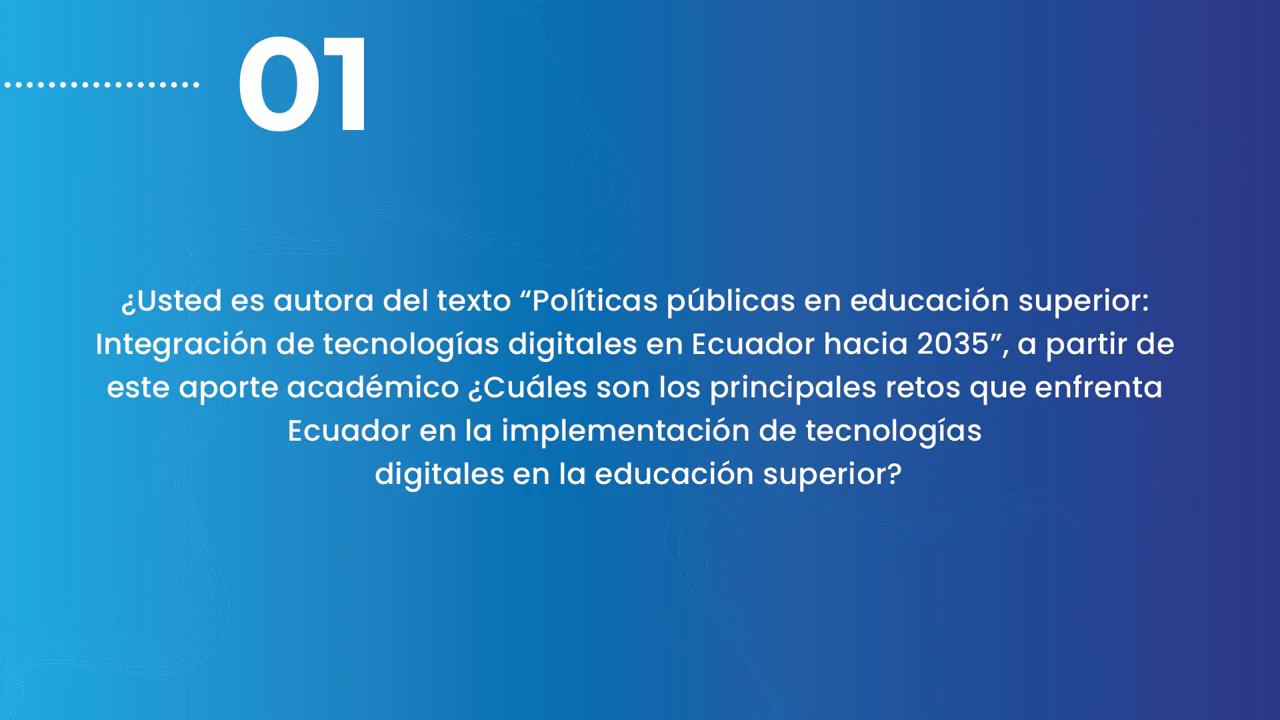 01
¿Usted es autora del texto “Políticas públicas en educación superior:
Integración de tecnologías digitales en Ecuador hacia 2035”, a partir de
este aporte académico ¿Cuáles son los principales retos que enfrenta
Ecuador en la implementación de tecnologías
digitales en la educación superior?